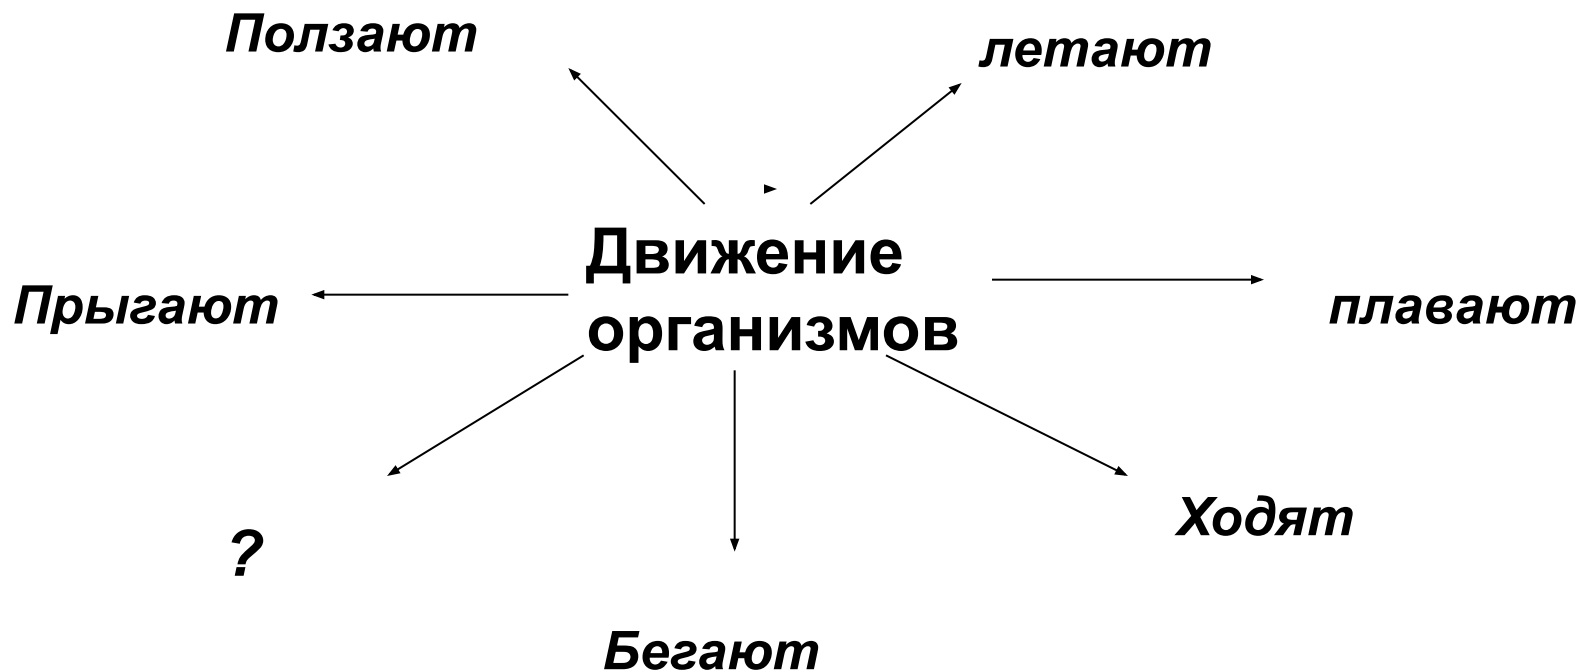 Ползают
летают
Движение
организмов
Прыгают
плавают
Ходят
?
Бегают